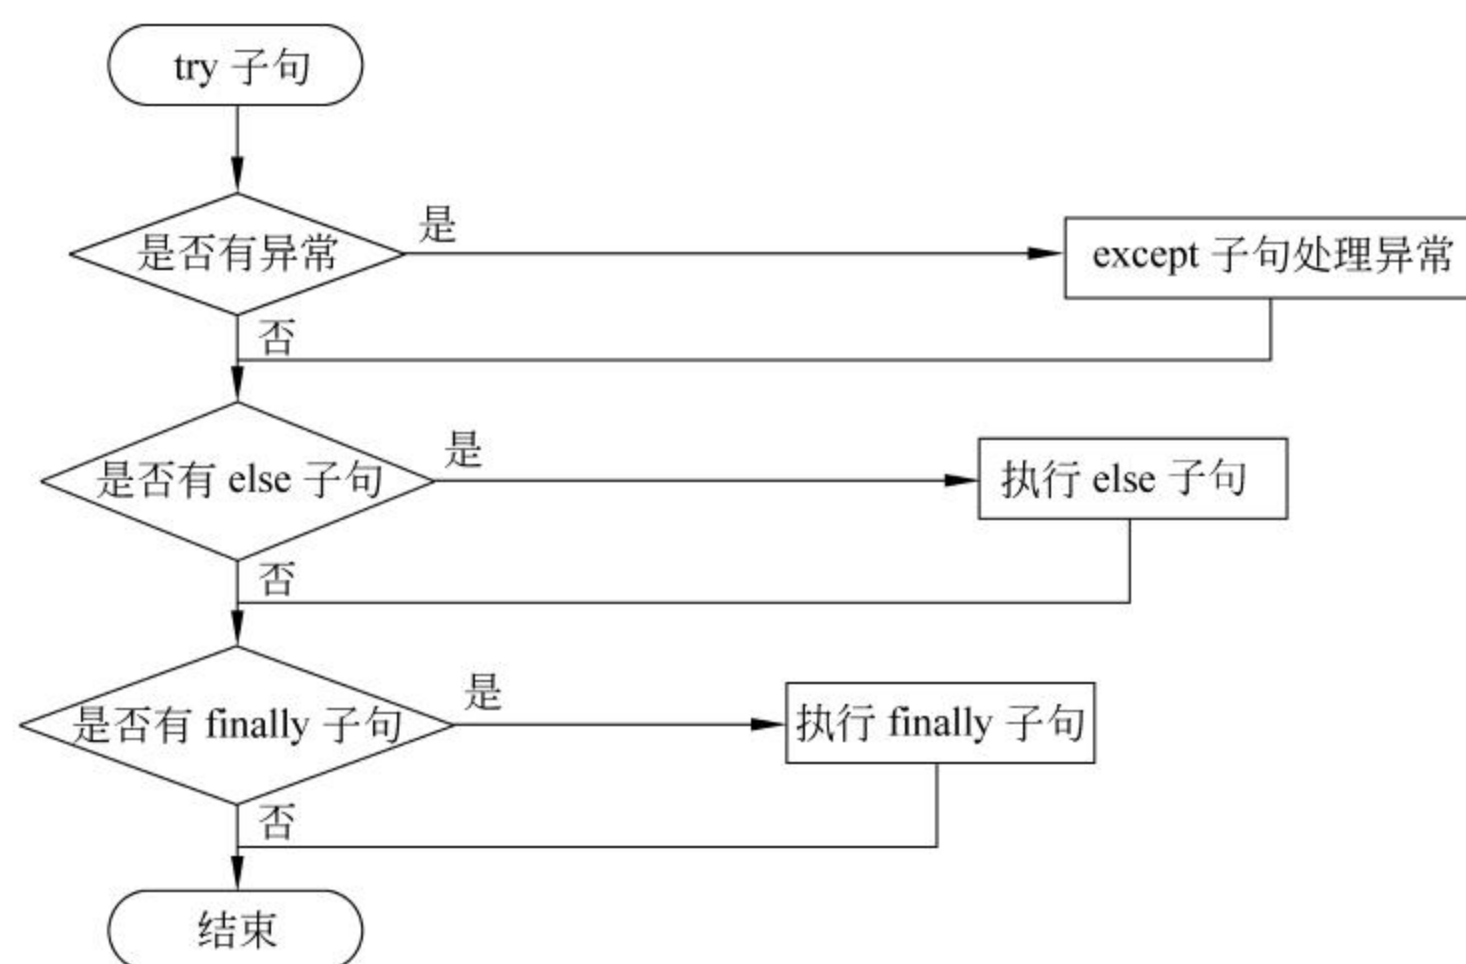 try 子句
是
是否有异常
except 子句处理异常
否
是
是否有 else 子句
执行 else 子句
否
是
是否有 finally 子句
执行 finally 子句
否
结束